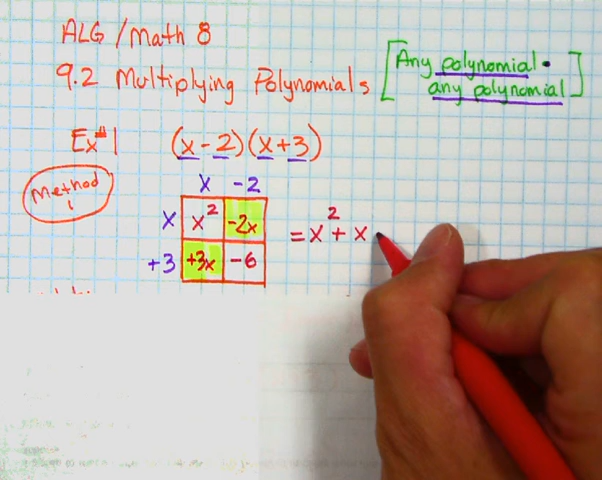 ALG / Math 8
9.2 Multiplying Polynomials [Any polynomial •
any polynomial]
Ex#1 (x - 2)(x + 3)
Method
1
x -2
x x² -2x
+3 +3x -6
= x² + x